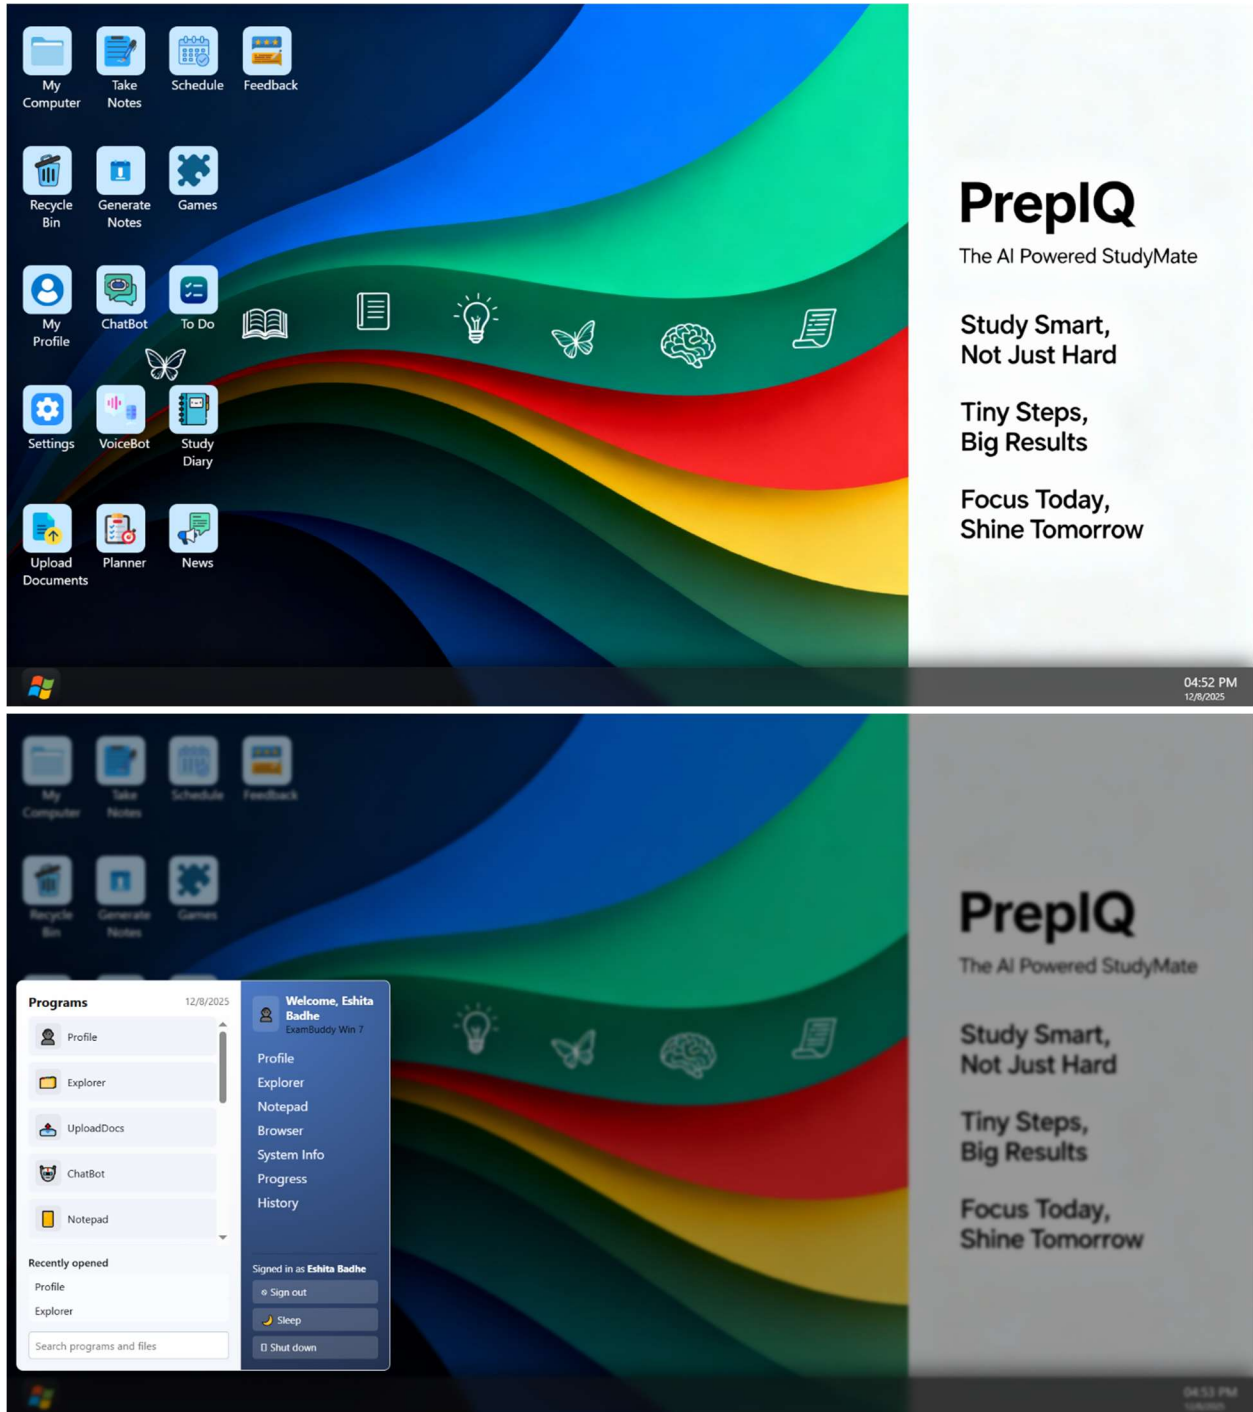 My
Computer
Take
Notes
Schedule
Feedback
Recycle
Bin
Generate
Notes
Games
My
Profile
ChatBot
To Do
Settings
VoiceBot
Study
Diary
Upload
Documents
Planner
News
PrepIQ
The AI Powered StudyMate
Study Smart,
Not Just Hard
Tiny Steps,
Big Results
Focus Today,
Shine Tomorrow
04:52 PM
12/8/2025
My
Computer
Take
Notes
Schedule
Feedback
Recycle
Bin
Generate
Notes
Games
Programs
12/8/2025
Profile
Explorer
UploadDocs
ChatBot
Notepad
Recently opened
Profile
Explorer
Search programs and files
Welcome, Eshita
Badhe
ExamBuddy Win 7
Profile
Explorer
Notepad
Browser
System Info
Progress
History
Signed in as Eshita Badhe
Sign out
Sleep
Shut down
PrepIQ
The AI Powered StudyMate
Study Smart,
Not Just Hard
Tiny Steps,
Big Results
Focus Today,
Shine Tomorrow
04:53 PM
12/8/2025